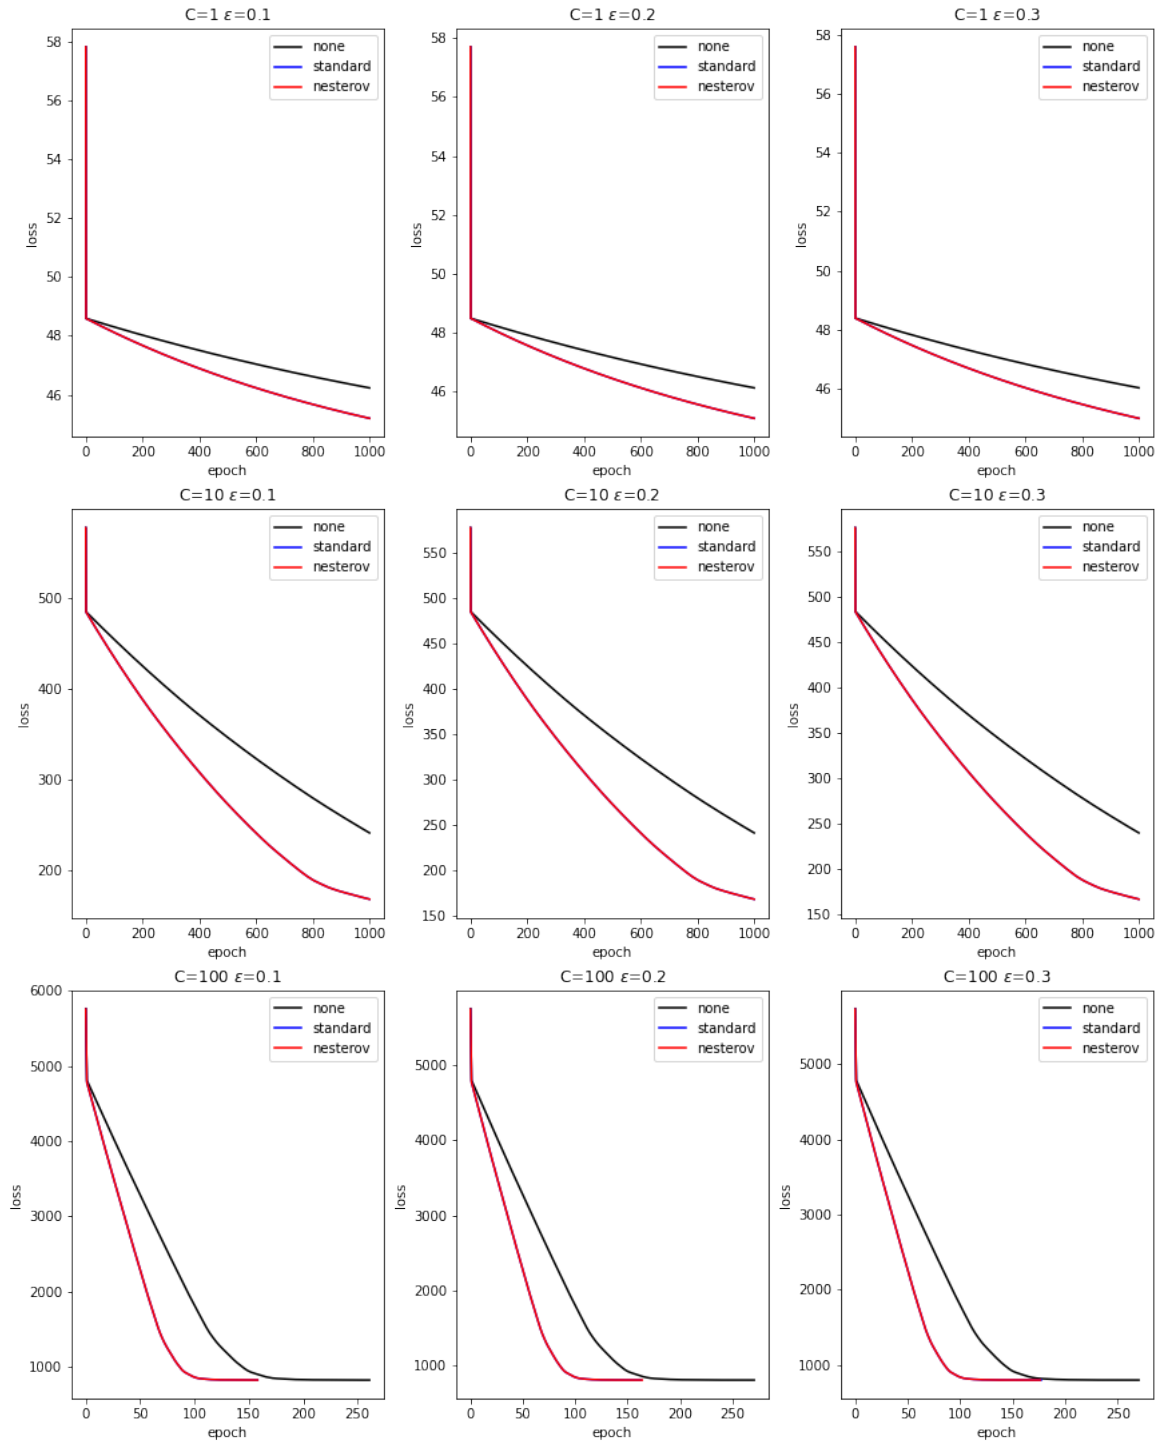 C=1 ε=0.1
58
56
54
52
50
48
46
loss
none
standard
nesterov
0 200 400 600 800 1000
epoch
C=1 ε=0.2
58
56
54
52
50
48
46
loss
none
standard
nesterov
0 200 400 600 800 1000
epoch
C=1 ε=0.3
58
56
54
52
50
48
46
loss
none
standard
nesterov
0 200 400 600 800 1000
epoch
C=10 ε=0.1
500
400
300
200
loss
none
standard
nesterov
0 200 400 600 800 1000
epoch
C=10 ε=0.2
550
500
450
400
350
300
250
200
150
loss
none
standard
nesterov
0 200 400 600 800 1000
epoch
C=10 ε=0.3
550
500
450
400
350
300
250
200
150
loss
none
standard
nesterov
0 200 400 600 800 1000
epoch
C=100 ε=0.1
6000
5000
4000
3000
2000
1000
loss
none
standard
nesterov
0 50 100 150 200 250
epoch
C=100 ε=0.2
5000
4000
3000
2000
1000
loss
none
standard
nesterov
0 50 100 150 200 250
epoch
C=100 ε=0.3
5000
4000
3000
2000
1000
loss
none
standard
nesterov
0 50 100 150 200 250
epoch